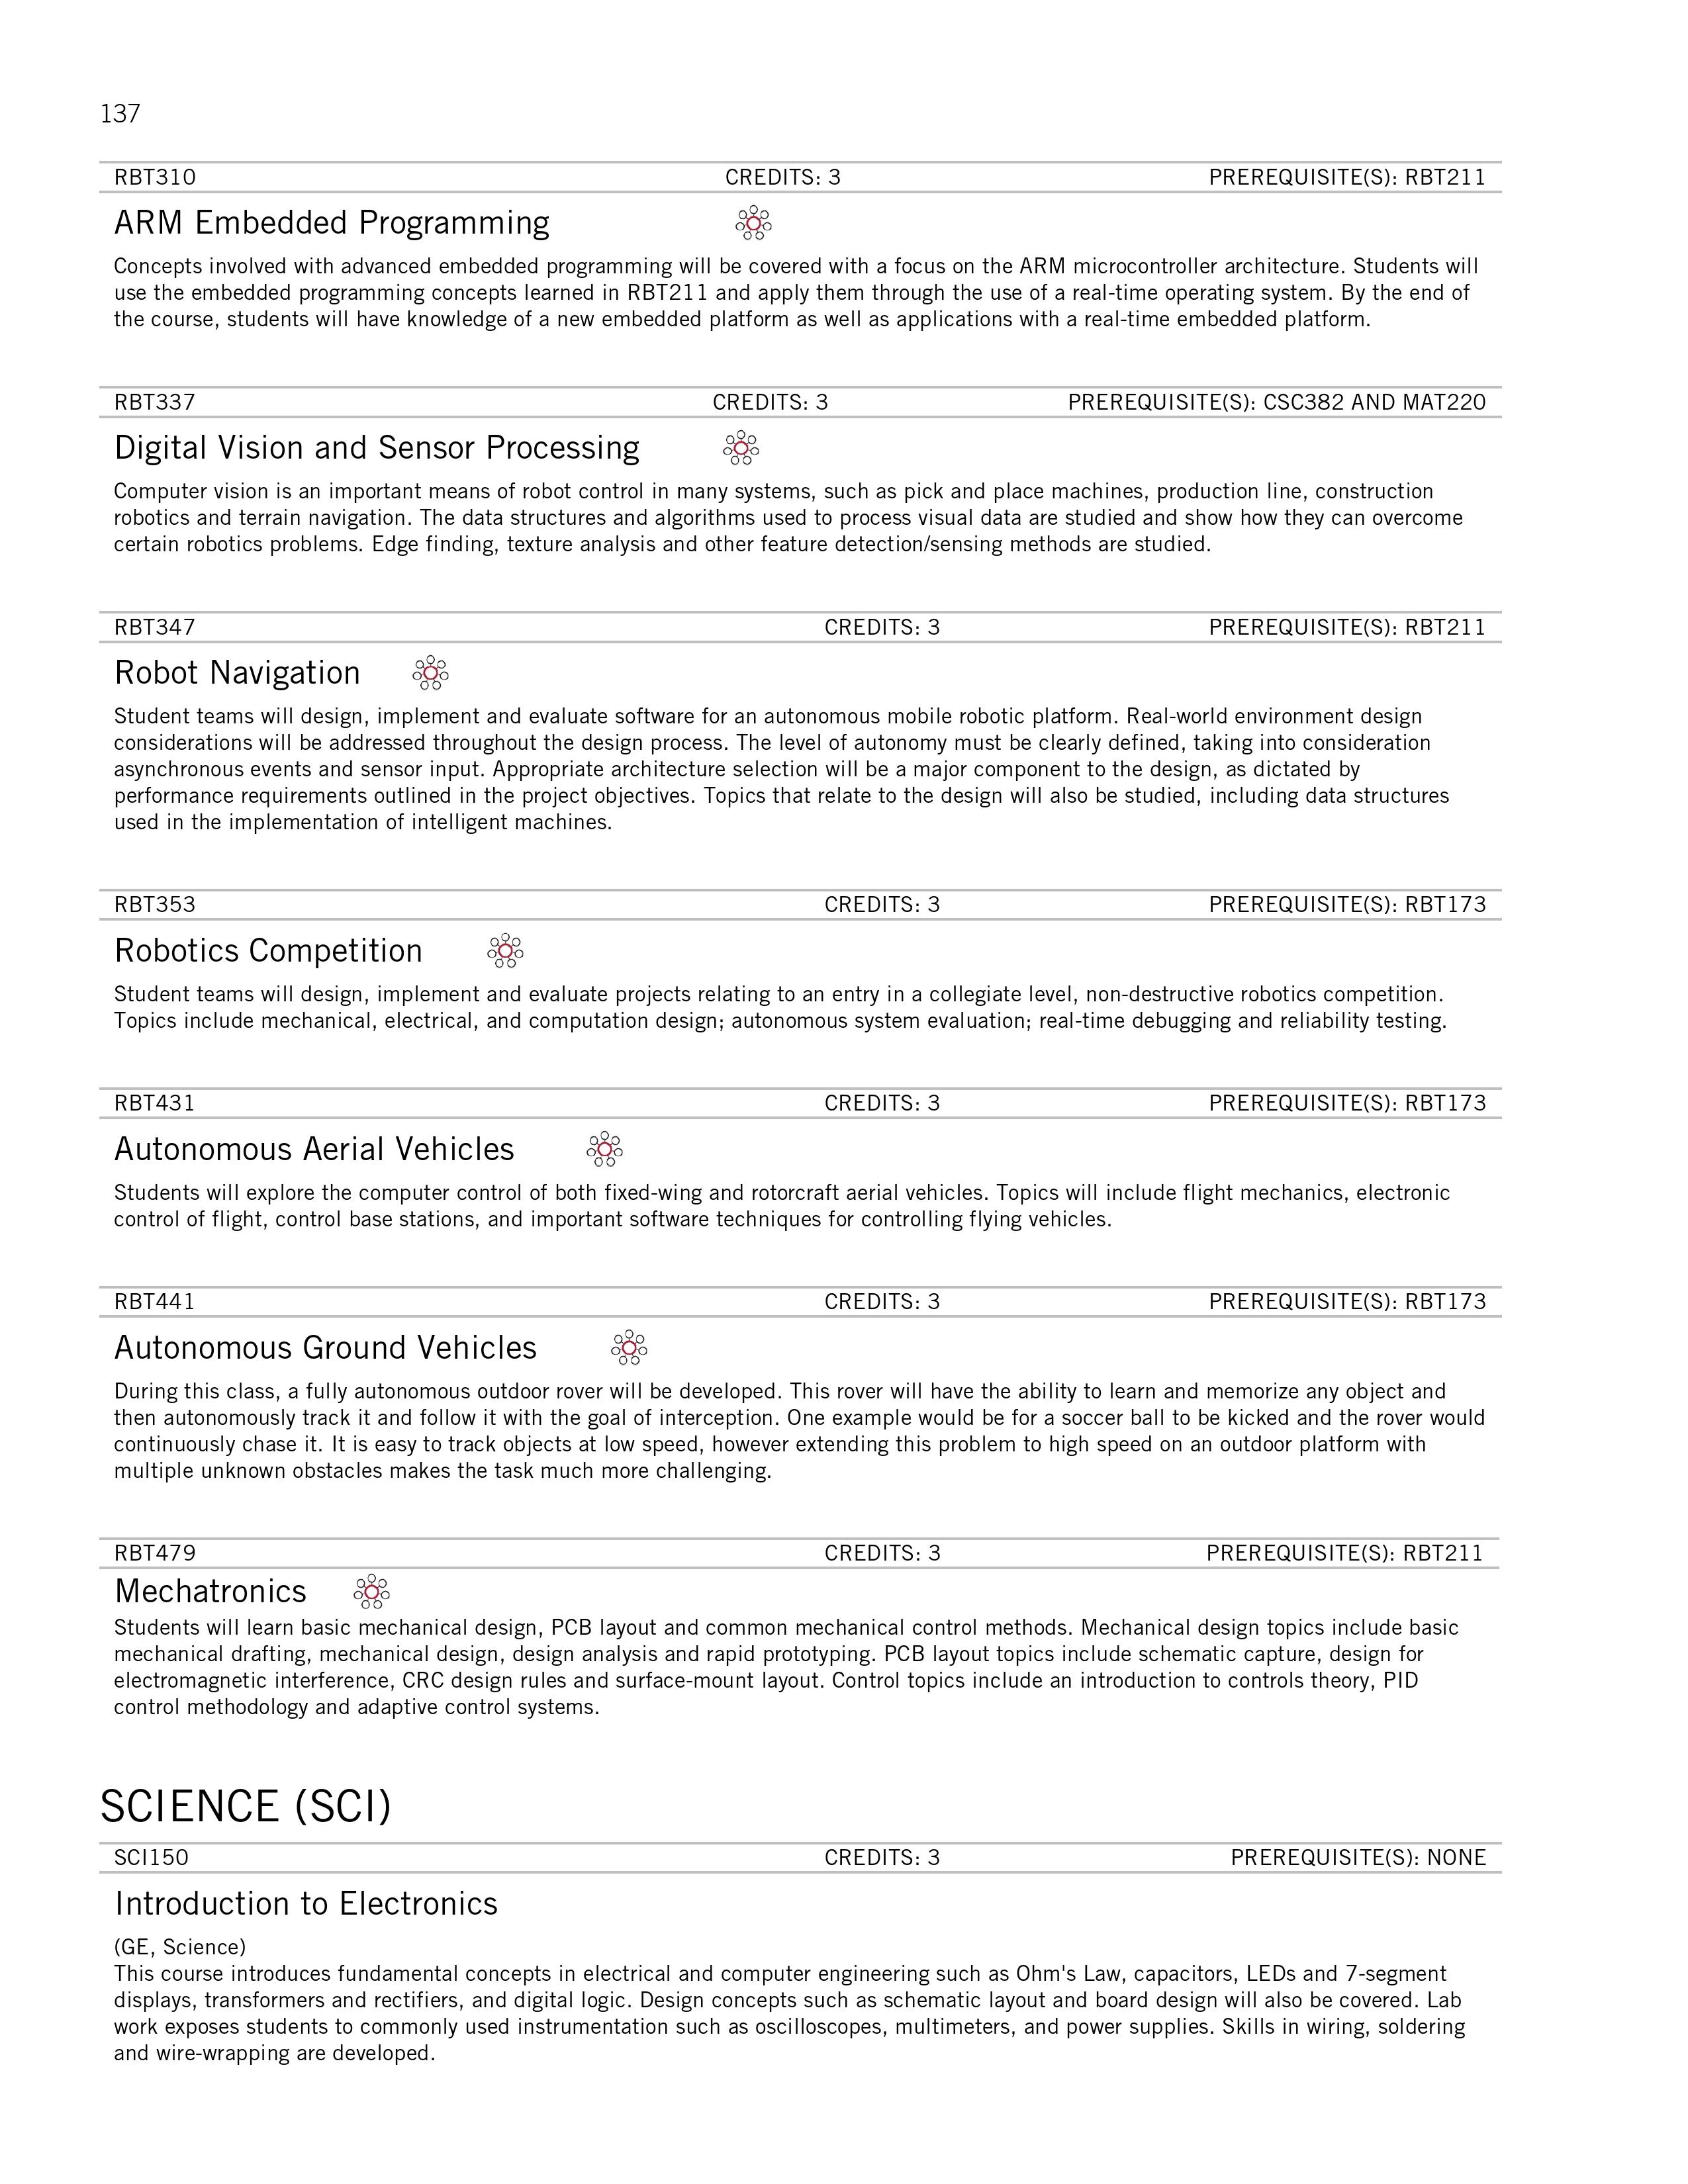 137
RBT310 CREDITS: 3 PREREQUISITE(S): RBT211
ARM Embedded Programming
Concepts involved with advanced embedded programming will be covered with a focus on the ARM microcontroller architecture. Students will
use the embedded programming concepts learned in RBT211 and apply them through the use of a real-time operating system. By the end of
the course, students will have knowledge of a new embedded platform as well as applications with a real-time embedded platform.
RBT337 CREDITS: 3 PREREQUISITE(S): CSC382 AND MAT220
Digital Vision and Sensor Processing
Computer vision is an important means of robot control in many systems, such as pick and place machines, production line, construction
robotics and terrain navigation. The data structures and algorithms used to process visual data are studied and show how they can overcome
certain robotics problems. Edge finding, texture analysis and other feature detection/sensing methods are studied.
RBT347 CREDITS: 3 PREREQUISITE(S): RBT211
Robot Navigation
Student teams will design, implement and evaluate software for an autonomous mobile robotic platform. Real-world environment design
considerations will be addressed throughout the design process. The level of autonomy must be clearly defined, taking into consideration
asynchronous events and sensor input. Appropriate architecture selection will be a major component to the design, as dictated by
performance requirements outlined in the project objectives. Topics that relate to the design will also be studied, including data structures
used in the implementation of intelligent machines.
RBT353 CREDITS: 3 PREREQUISITE(S): RBT173
Robotics Competition
Student teams will design, implement and evaluate projects relating to an entry in a collegiate level, non-destructive robotics competition.
Topics include mechanical, electrical, and computation design; autonomous system evaluation; real-time debugging and reliability testing.
RBT431 CREDITS: 3 PREREQUISITE(S): RBT173
Autonomous Aerial Vehicles
Students will explore the computer control of both fixed-wing and rotorcraft aerial vehicles. Topics will include flight mechanics, electronic
control of flight, control base stations, and important software techniques for controlling flying vehicles.
RBT441 CREDITS: 3 PREREQUISITE(S): RBT173
Autonomous Ground Vehicles
During this class, a fully autonomous outdoor rover will be developed. This rover will have the ability to learn and memorize any object and
then autonomously track it and follow it with the goal of interception. One example would be for a soccer ball to be kicked and the rover would
continuously chase it. It is easy to track objects at low speed, however extending this problem to high speed on an outdoor platform with
multiple unknown obstacles makes the task much more challenging.
RBT479 CREDITS: 3 PREREQUISITE(S): RBT211
Mechatronics
Students will learn basic mechanical design, PCB layout and common mechanical control methods. Mechanical design topics include basic
mechanical drafting, mechanical design, design analysis and rapid prototyping. PCB layout topics include schematic capture, design for
electromagnetic interference, CRC design rules and surface-mount layout. Control topics include an introduction to controls theory, PID
control methodology and adaptive control systems.
SCIENCE (SCI)
SCI150 CREDITS: 3 PREREQUISITE(S): NONE
Introduction to Electronics
(GE, Science)
This course introduces fundamental concepts in electrical and computer engineering such as Ohm's Law, capacitors, LEDs and 7-segment
displays, transformers and rectifiers, and digital logic. Design concepts such as schematic layout and board design will also be covered. Lab
work exposes students to commonly used instrumentation such as oscilloscopes, multimeters, and power supplies. Skills in wiring, soldering
and wire-wrapping are developed.